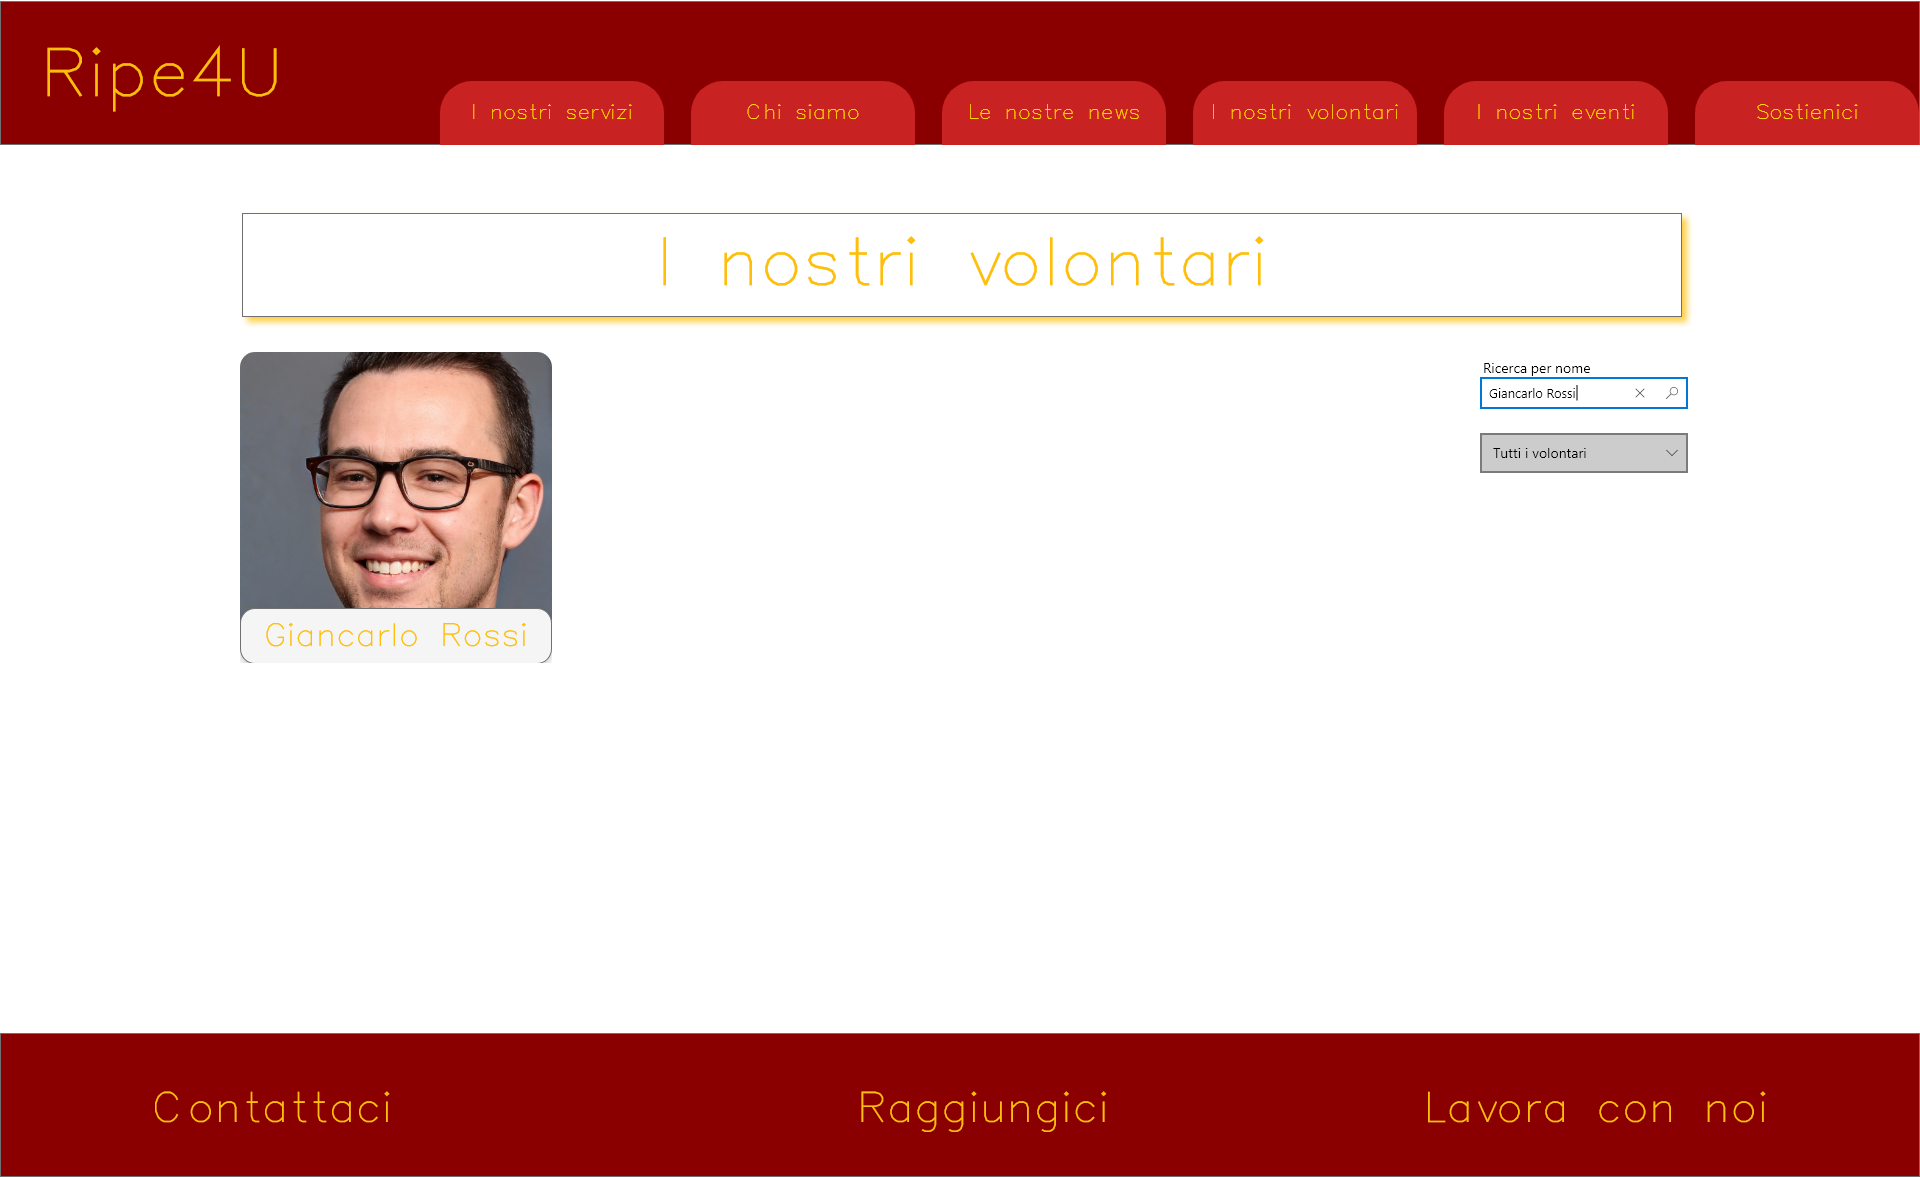 Ripe4U
I nostri servizi
Chi siamo
Le nostre news
I nostri volontari
I nostri eventi
Sostienici
I nostri volontari
Ricerca per nome
Giancarlo Rossi
Tutti i volontari
Giancarlo Rossi
Contattaci
Raggiungici
Lavora con noi